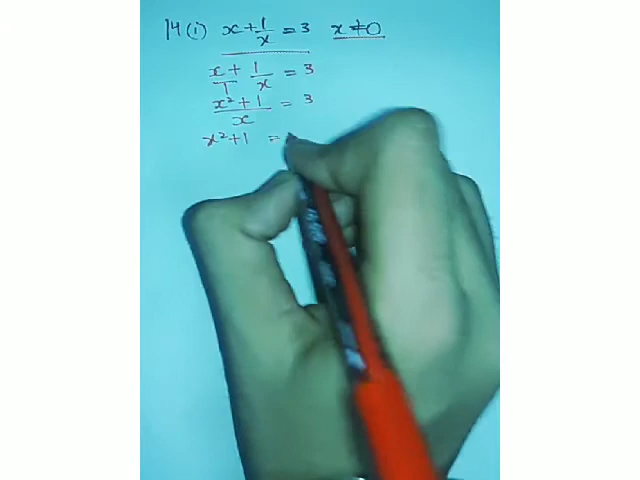 14 (i) x + 1/x = 3 x ≠ 0
x/1 + 1/x = 3
x² + 1/x = 3
x² + 1 =